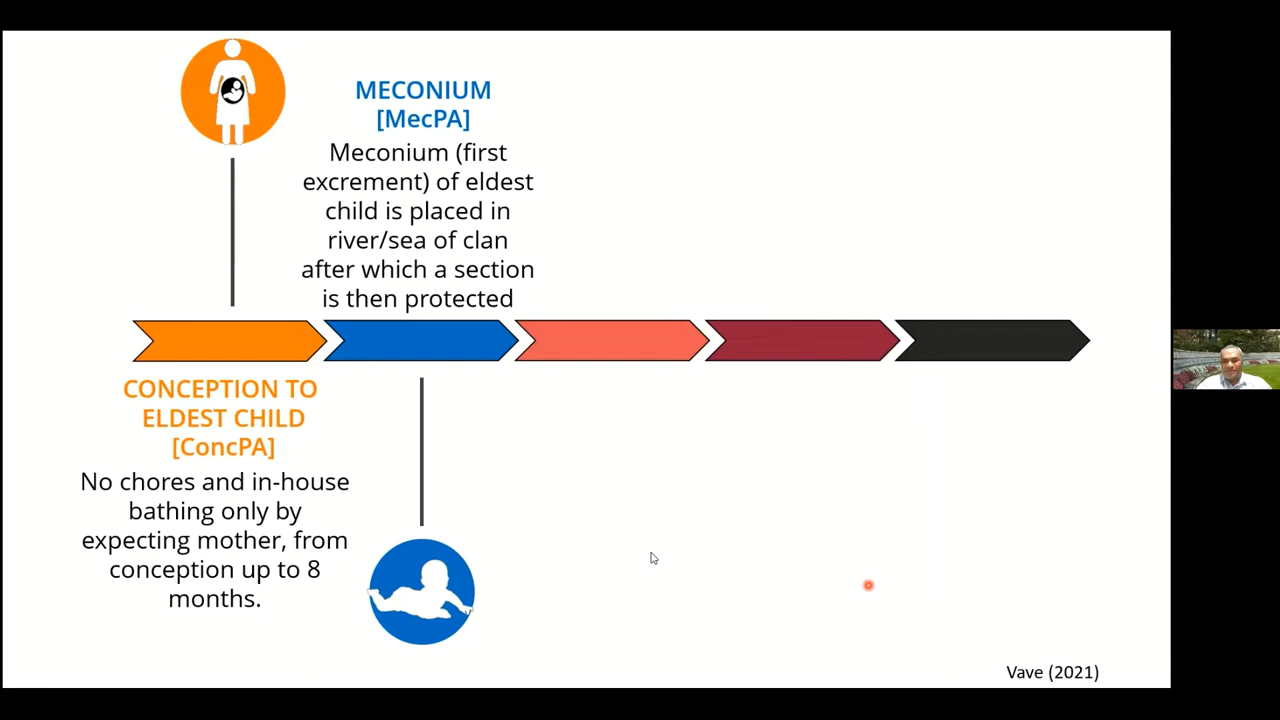 MECONIUM
[MecPA]
Meconium (first
excrement) of eldest
child is placed in
river/sea of clan
after which a section
is then protected
CONCEPTION TO
ELDEST CHILD
[ConcPA]
No chores and in-house
bathing only by
expecting mother, from
conception up to 8
months.
Vave (2021)